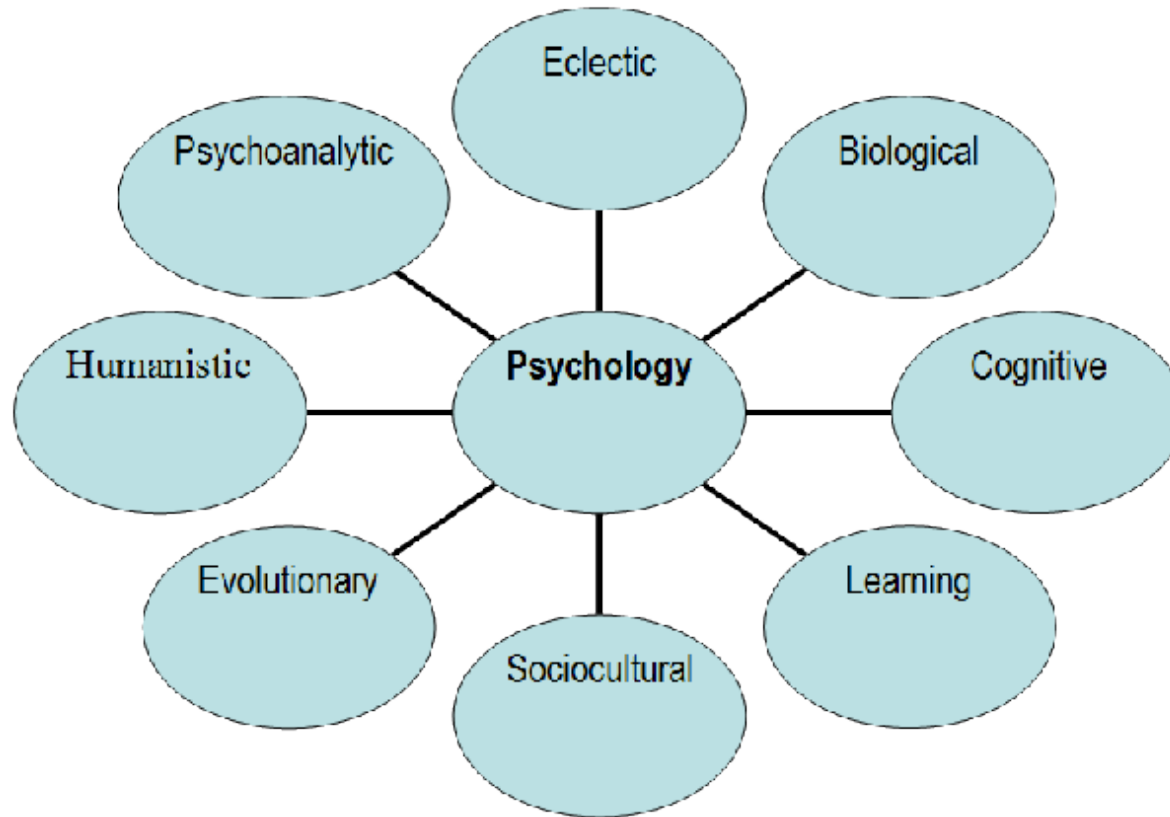 Eclectic
Psychoanalytic
Biological
Humanistic
Psychology
Cognitive
Evolutionary
Learning
Sociocultural